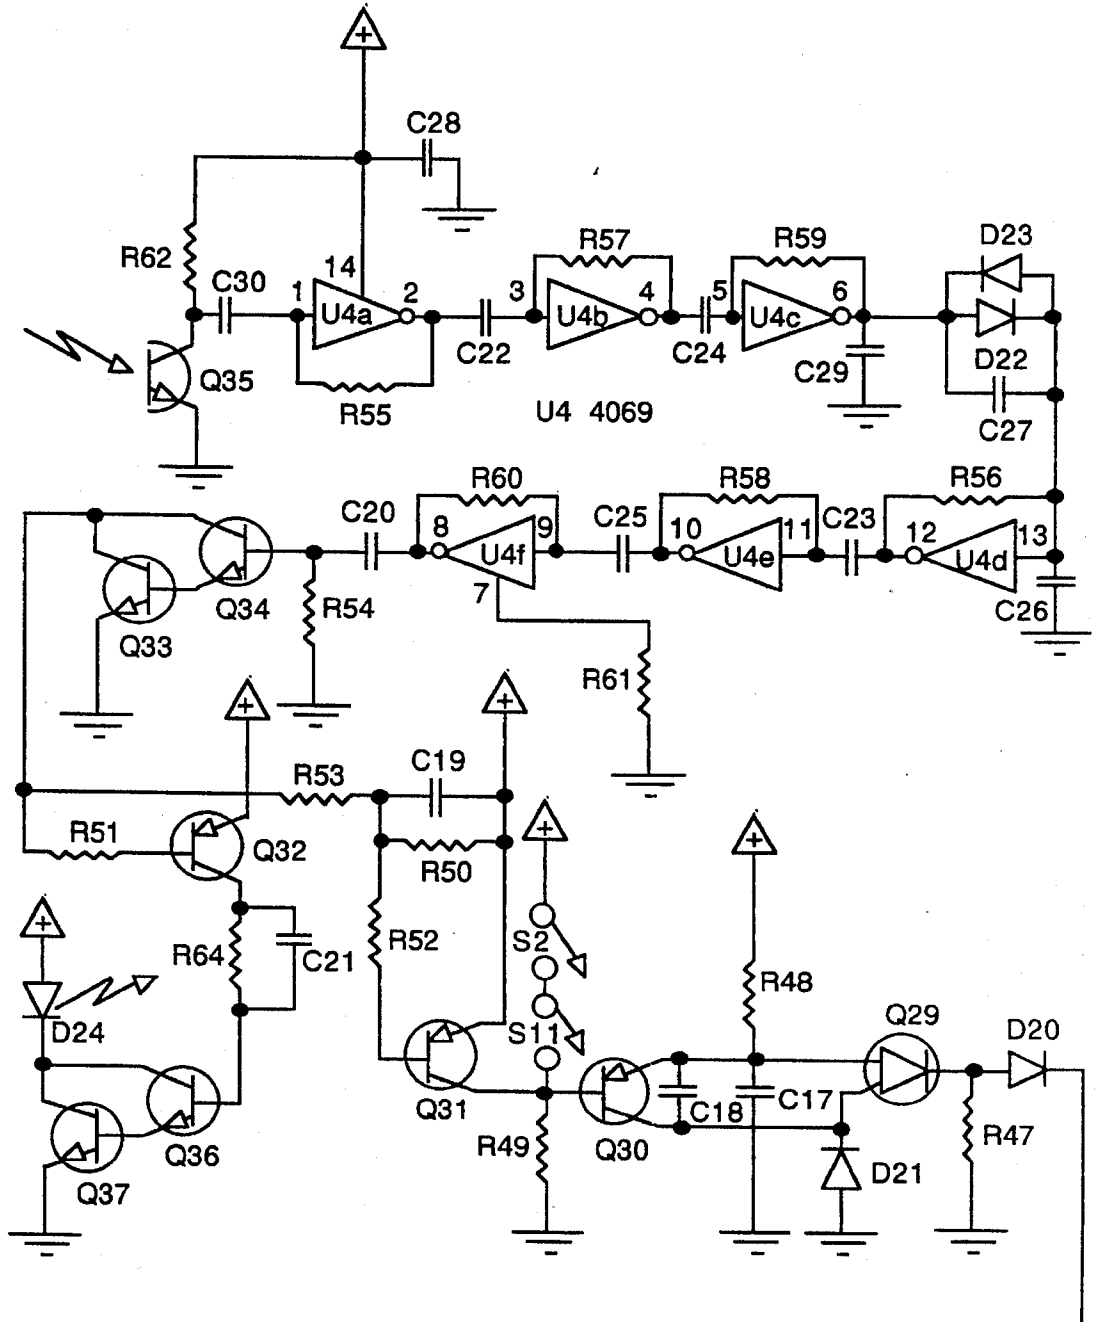 C28
R62
C30
14
1
U4a
2
R55
Q35
C22
3
R57
U4b
4
C24
5
R59
U4c
6
C29
D23
D22
C27
U4 4069
R60
C20
8
U4f
9
7
C25
R58
10
U4e
11
C23
R56
12
U4d
13
C26
Q34
Q33
R54
R61
R53
C19
R51
Q32
R50
R52
S2
R64
C21
D24
S11
R48
Q29
D20
Q31
C18
C17
R49
Q30
R47
D21
Q36
Q37